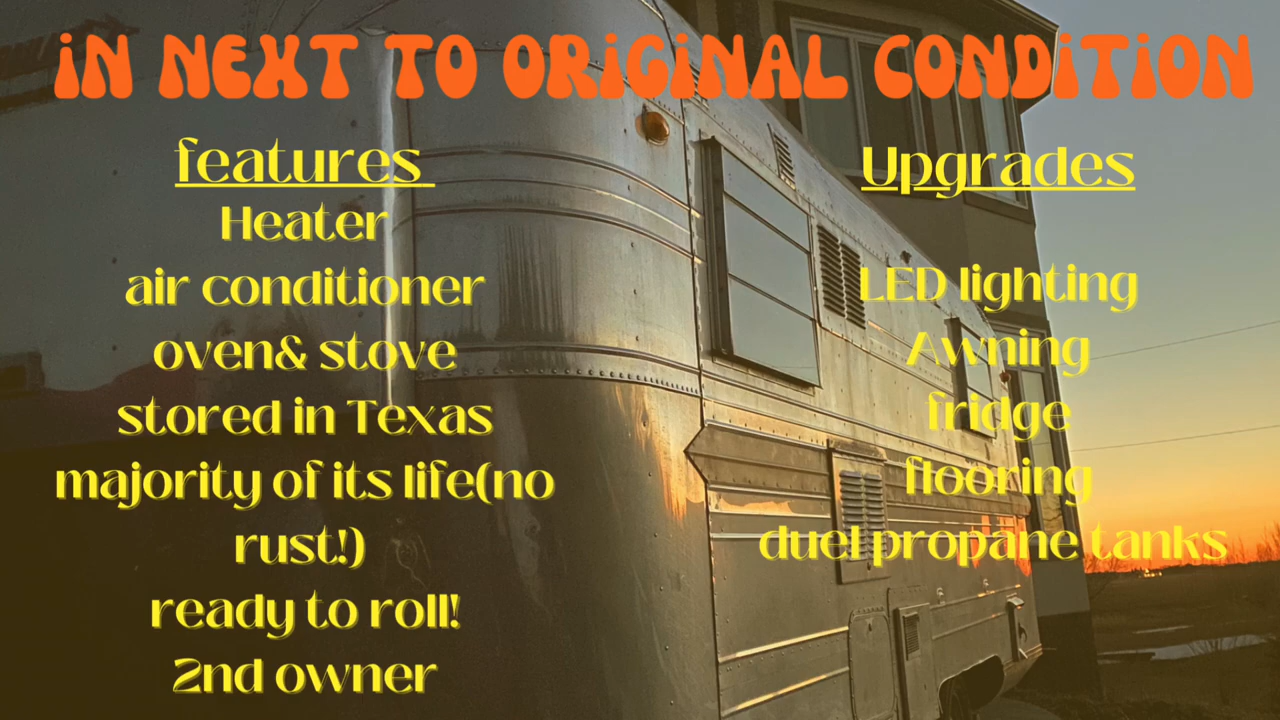 iN NEXT TO ORiGiNAL CONDiTiON
features
Heater
air conditioner
oven& stove
stored in Texas
majority of its life(no
rust!)
ready to roll!
2nd owner
Upgrades
LED lighting
Awning
fridge
flooring
duel propane tanks